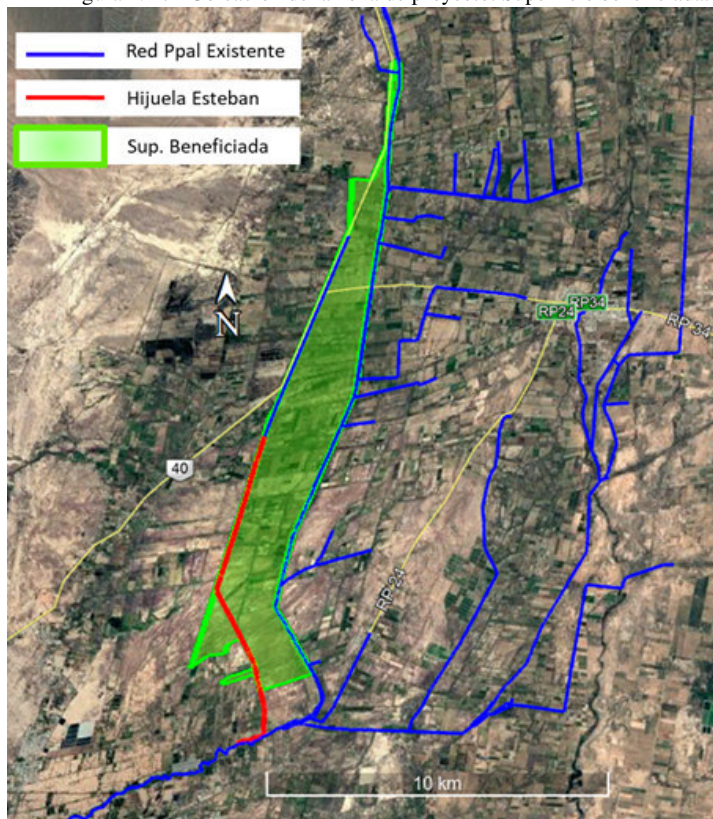 Red Ppal Existente
Hijuela Esteban
Sup. Beneficiada
N
RP34
RP24
RP 34
40
RP 24
10 km